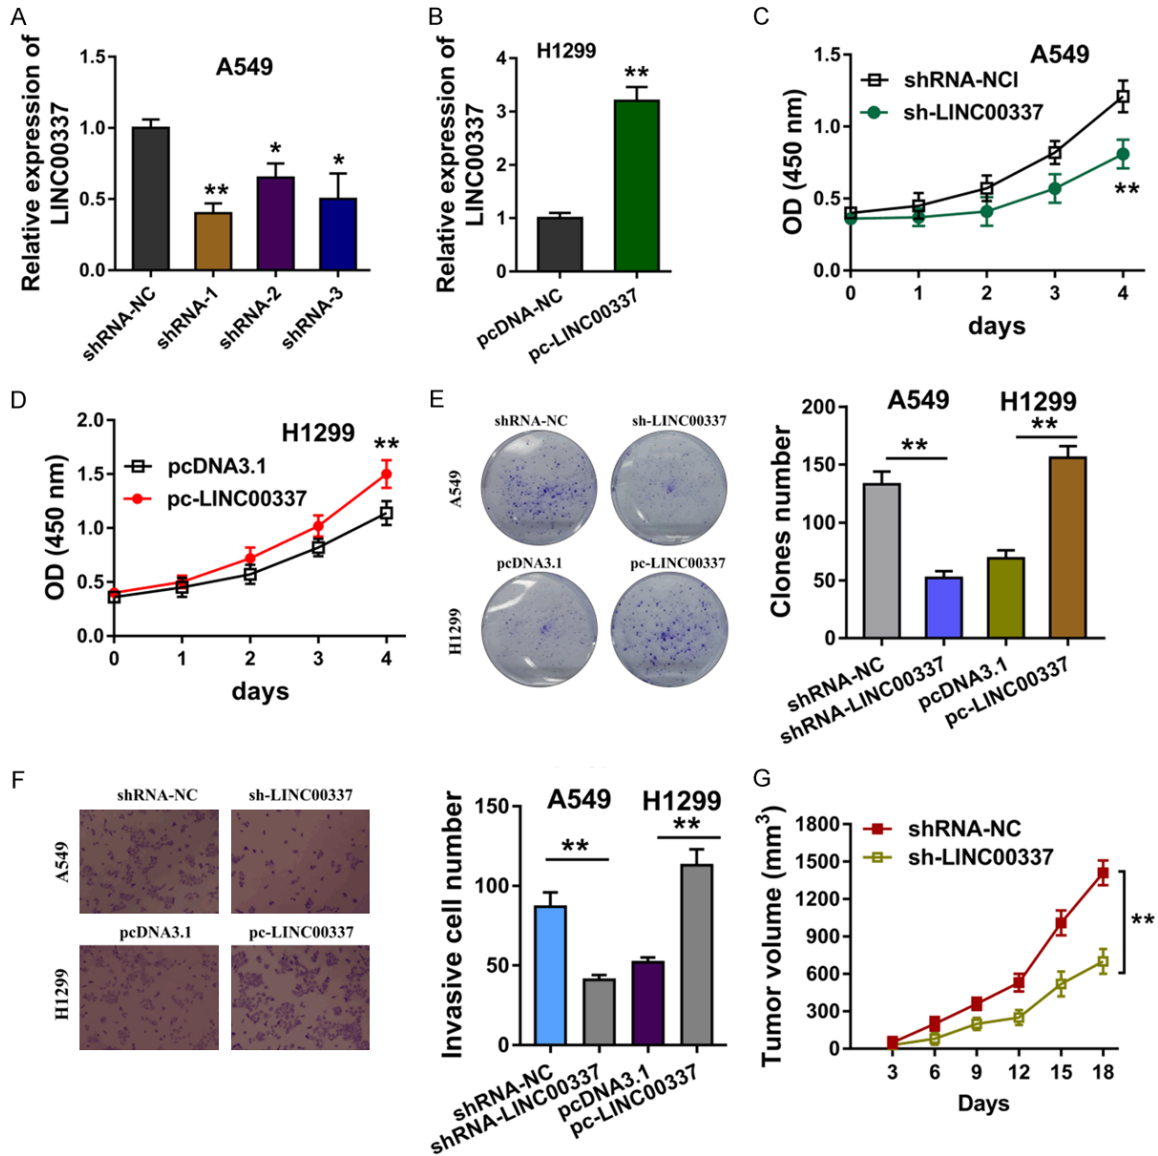 A
Relative expression of
LINC00337
A549
1.5
1.0
0.5
0.0
**
*
*
shRNA-NC
shRNA-1
shRNA-2
shRNA-3
B
Relative expression of
LINC00337
H1299
4
3
2
1
0
**
pcDNA-NC
pc-LINC00337
C
OD (450 nm)
A549
shRNA-NCI
sh-LINC00337
1.5
1.0
0.5
0.0
**
0 1 2 3 4
days
D
OD (450 nm)
H1299
pcDNA3.1
pc-LINC00337
2.0
1.5
1.0
0.5
0.0
**
0 1 2 3 4
days
E
shRNA-NC sh-LINC00337
A549
pcDNA3.1 pc-LINC00337
H1299
Clones number
A549 H1299
200
150
100
50
0
** **
shRNA-NC
shRNA-LINC00337
pcDNA3.1
pc-LINC00337
F
shRNA-NC sh-LINC00337
A549
pcDNA3.1 pc-LINC00337
H1299
Invasive cell number
A549 H1299
150
100
50
0
** **
shRNA-NC
shRNA-LINC00337
pcDNA3.1
pc-LINC00337
G
Tumor volume (mm³)
shRNA-NC
sh-LINC00337
1800
1500
1200
900
600
300
0
**
3 6 9 12 15 18
Days